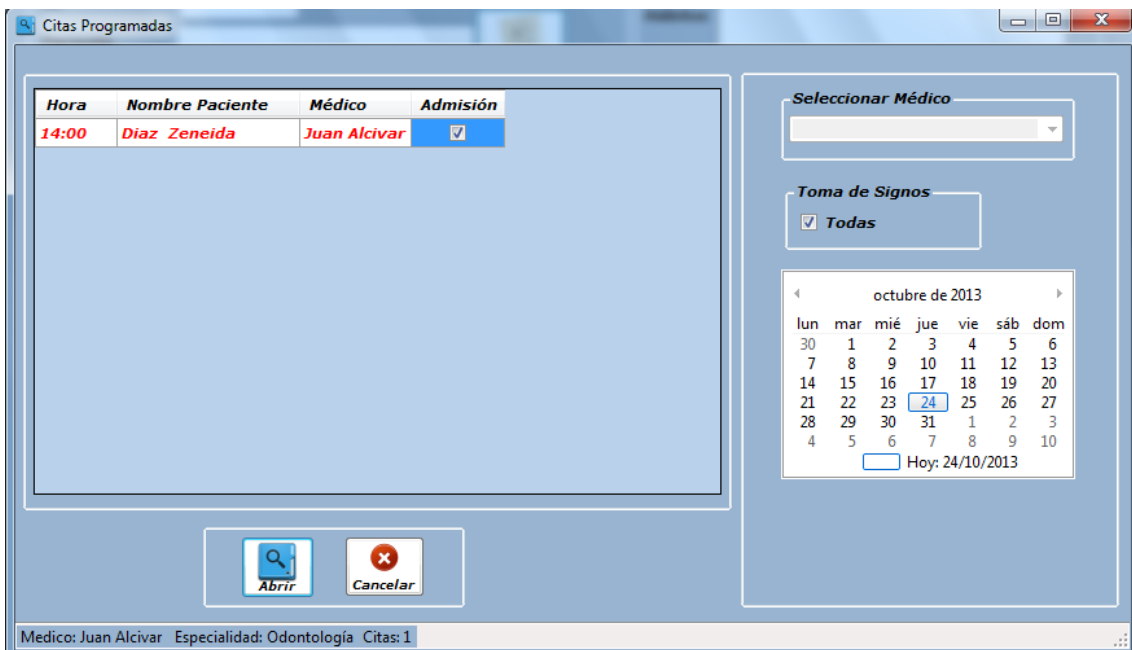 Citas Programadas
Hora Nombre Paciente Médico Admisión
14:00 Diaz Zeneida Juan Alcivar
Seleccionar Médico
Toma de Signos
Todas
octubre de 2013
lun mar mié jue vie sáb dom
30 1 2 3 4 5 6
7 8 9 10 11 12 13
14 15 16 17 18 19 20
21 22 23 24 25 26 27
28 29 30 31 1 2 3
4 5 6 7 8 9 10
Hoy: 24/10/2013
Abrir Cancelar
Medico: Juan Alcivar Especialidad: Odontología Citas: 1